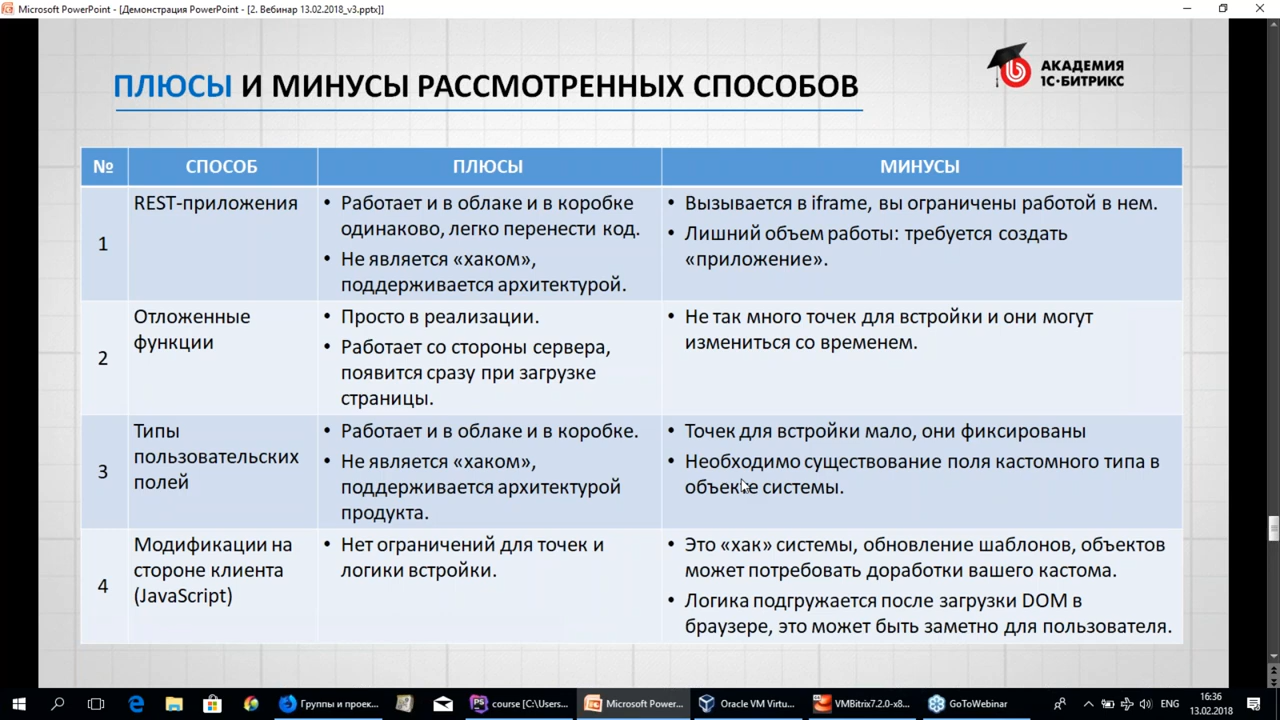 Microsoft PowerPoint - [Демонстрация PowerPoint - [2. Вебинар 13.02.2018_v3.pptx]]
ПЛЮСЫ И МИНУСЫ РАССМОТРЕННЫХ СПОСОБОВ
АКАДЕМИЯ
1С-БИТРИКС
№ СПОСОБ ПЛЮСЫ МИНУСЫ
1
REST-приложения
• Работает и в облаке и в коробке
одинаково, легко перенести код.
• Не является «хаком»,
поддерживается архитектурой.
• Вызывается в iframe, вы ограничены работой в нем.
• Лишний объем работы: требуется создать
«приложение».
2
Отложенные
функции
• Просто в реализации.
• Работает со стороны сервера,
появится сразу при загрузке
страницы.
• Не так много точек для встройки и они могут
измениться со временем.
3
Типы
пользовательских
полей
• Работает и в облаке и в коробке.
• Не является «хаком»,
поддерживается архитектурой
продукта.
• Точек для встройки мало, они фиксированы
• Необходимо существование поля кастомного типа в
объекте системы.
4
Модификации на
стороне клиента
(JavaScript)
• Нет ограничений для точек и
логики встройки.
• Это «хак» системы, обновление шаблонов, объектов
может потребовать доработки вашего кастома.
• Логика подгружается после загрузки DOM в
браузере, это может быть заметно для пользователя.
Группы и проек...
PS course [C:\Users...
Microsoft Power...
Oracle VM Virtu...
VMBitrix7.2.0-x8...
GoToWebinar
ENG
16:36
13.02.2018